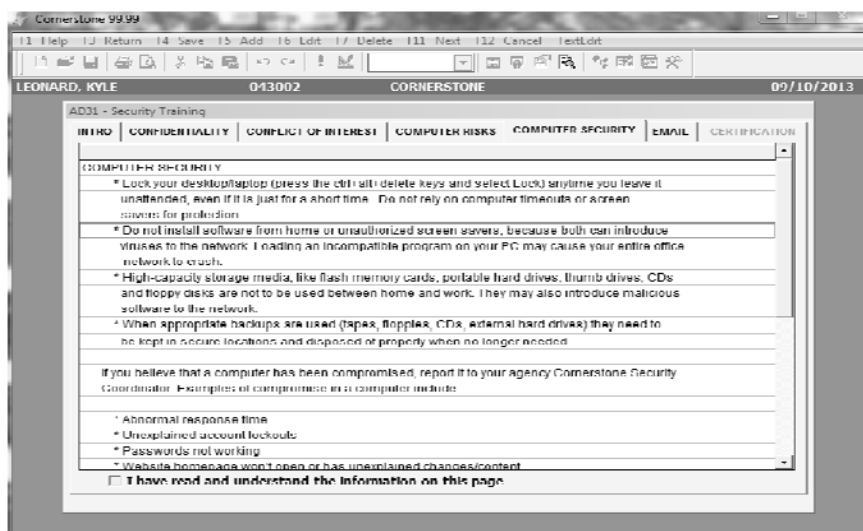 Cornerstone 99.99
F1 Help F3 Return F4 Save F5 Add F6 Edit F7 Delete F11 Next F12 Cancel TextEdit
LEONARD, KYLE 043002 CORNERSTONE 09/10/2013
AD31 - Security Training
INTRO CONFIDENTIALITY CONFLICT OF INTEREST COMPUTER RISKS COMPUTER SECURITY EMAIL CERTIFICATION
COMPUTER SECURITY
* Lock your desktop/laptop (press the ctrl+alt+delete keys and select Lock) anytime you leave it
unattended, even if it is just for a short time. Do not rely on computer timeouts or screen
savers for protection
* Do not install software from home or unauthorized screen savers, because both can introduce
viruses to the network. Loading an incompatible program on your PC may cause your entire office
network to crash.
* High-capacity storage media, like flash memory cards, portable hard drives, thumb drives, CDs
and floppy disks are not to be used between home and work. They may also introduce malicious
software to the network.
* When appropriate backups are used (tapes, floppies, CDs, external hard drives) they need to
be kept in secure locations and disposed of properly when no longer needed
If you believe that a computer has been compromised, report it to your agency Cornerstone Security
Coordinator. Examples of compromise in a computer include
* Abnormal response time
* Unexplained account lockouts
* Passwords not working
* Website homepage won't open or has unexplained changes/content
I have read and understand the information on this page